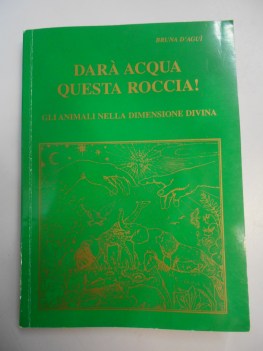 BRUNA D'AGUÌ
DARÀ ACQUA
QUESTA ROCCIA!
GLI ANIMALI NELLA DIMENSIONE DIVINA